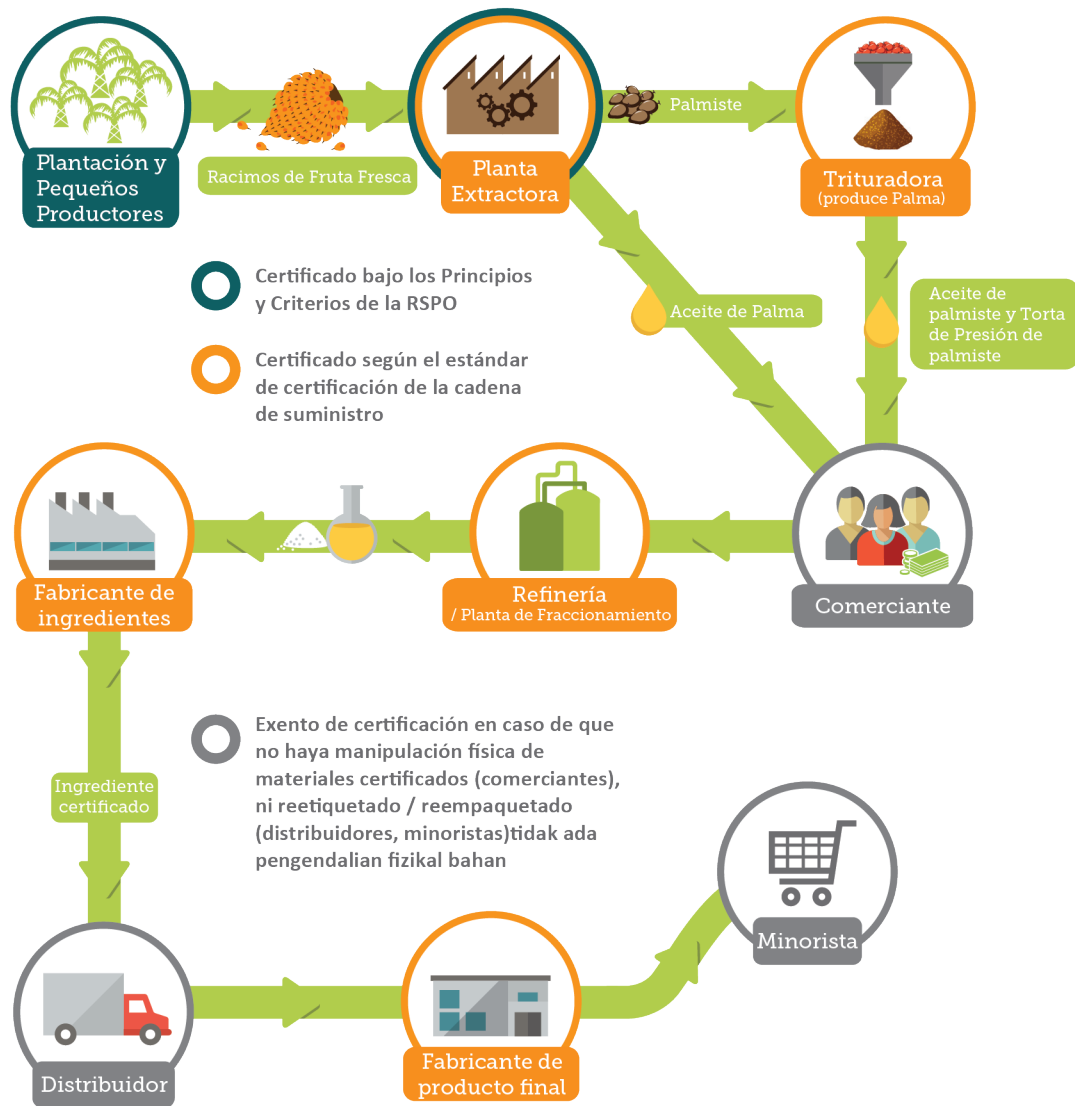 Plantación y
Pequeños
Productores
Racimos de Fruta Fresca
Planta
Extractora
Palmiste
Trituradora
(produce Palma)
Certificado bajo los Principios
y Criterios de la RSPO
Aceite de Palma
Aceite de
palmiste y Torta
de Presión de
palmiste
Certificado según el estándar
de certificación de la cadena
de suministro
Fabricante de
ingredientes
Refinería
/ Planta de Fraccionamiento
Comerciante
Exento de certificación en caso de que
no haya manipulación física de
materiales certificados (comerciantes),
ni reetiquetado / reempaquetado
(distribuidores, minoristas)tidak ada
pengendalian fizikal bahan
Ingrediente
certificado
Minorista
Distribuidor
Fabricante de
producto final